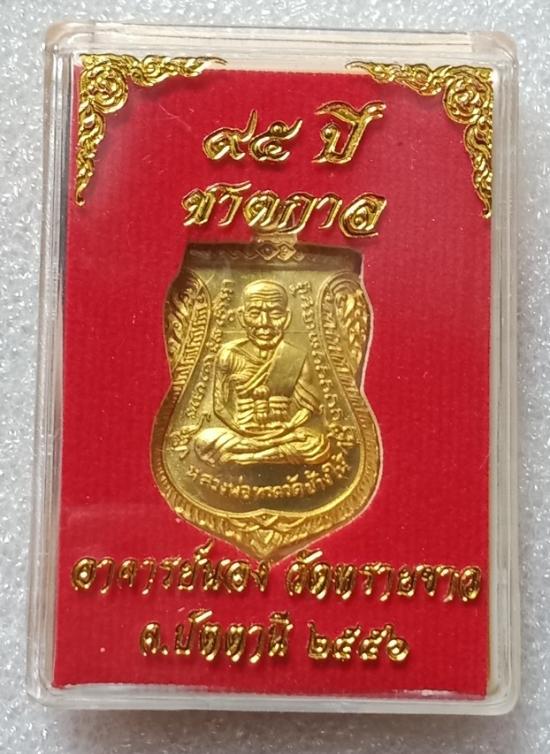 ๙๕ ปี
ชาตกาล
หลวงพ่อทวดวัดช้างให้
อาจารย์นอง วัดทรายขาว
จ.ปัตตานี ๒๕๕๖